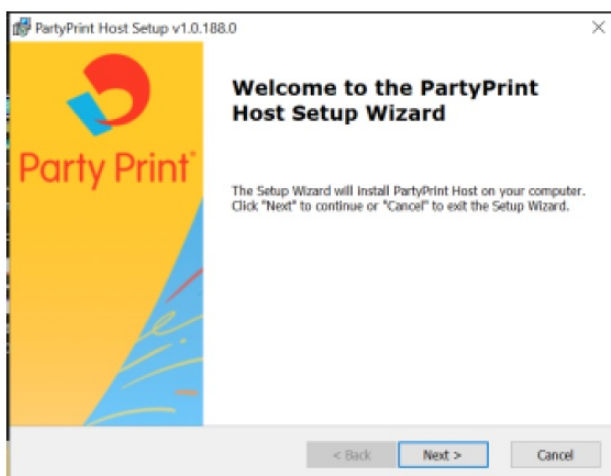 PartyPrint Host Setup v1.0.188.0
Party Print
Welcome to the PartyPrint
Host Setup Wizard
The Setup Wizard will install PartyPrint Host on your computer.
Click "Next" to continue or "Cancel" to exit the Setup Wizard.
< Back
Next >
Cancel